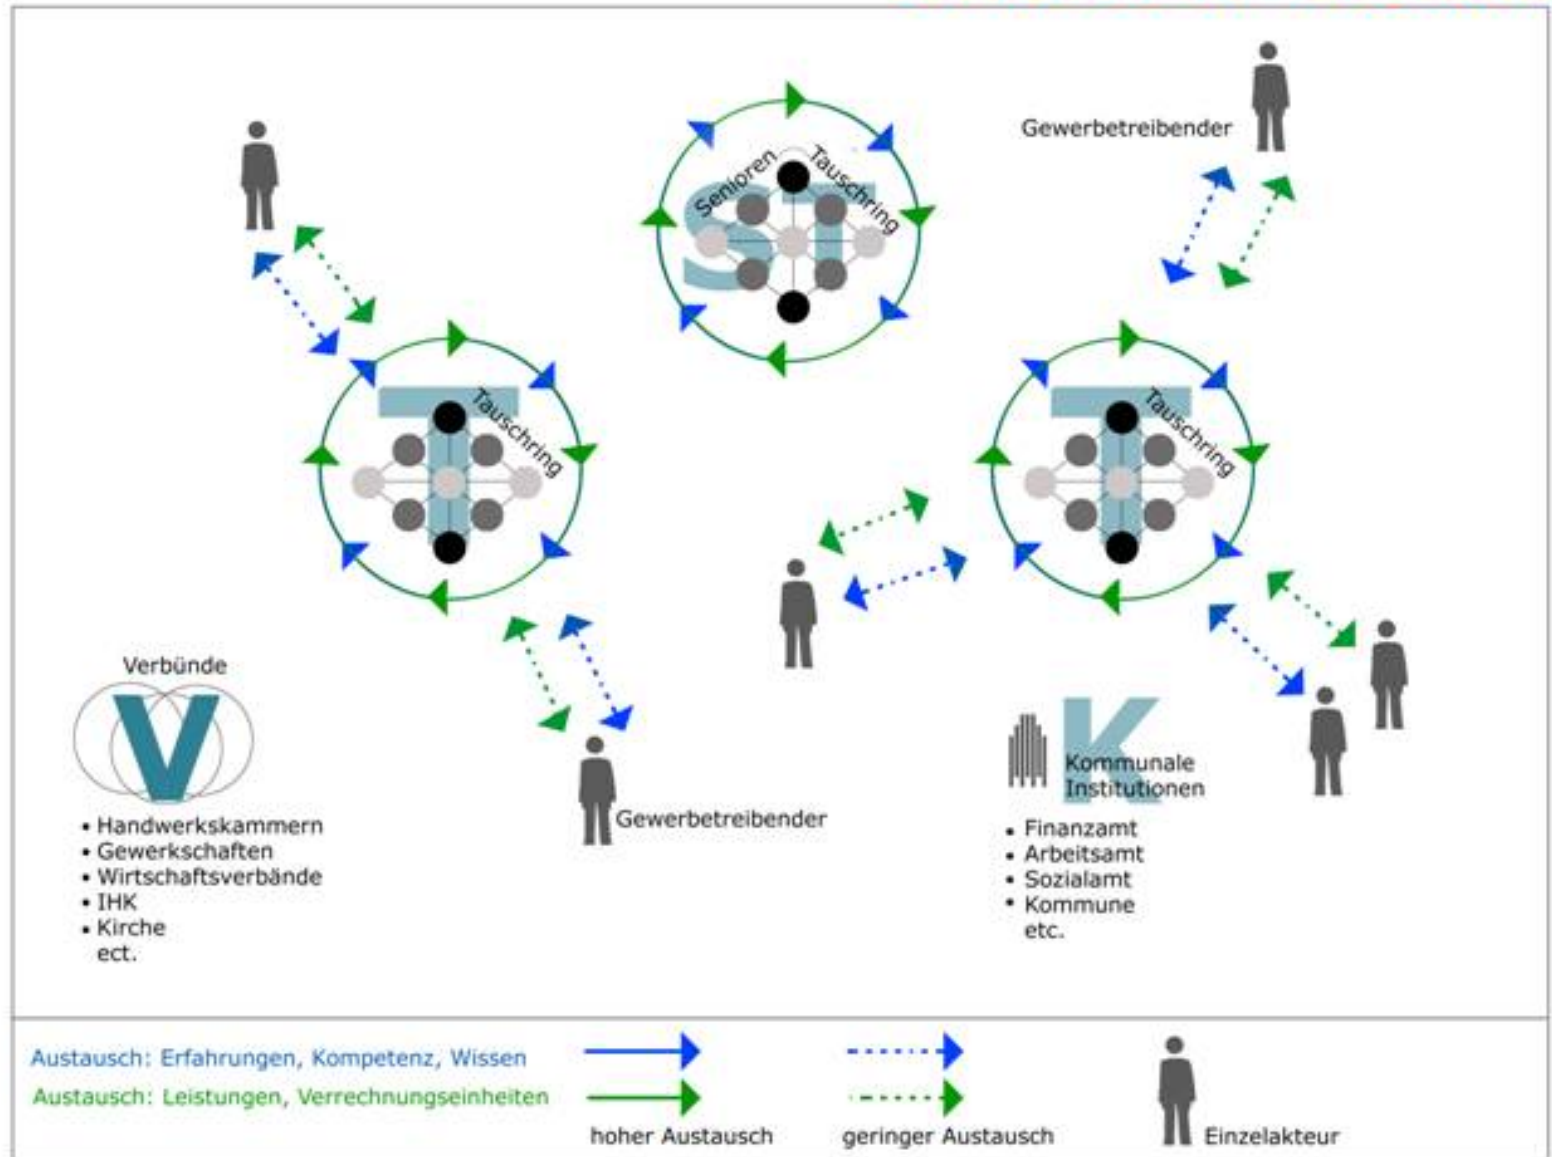 Gewerbetreibender
Senioren Tauschring
ST
T
Tauschring
T
Tauschring
Verbünde
V
• Handwerkskammern
• Gewerkschaften
• Wirtschaftsverbände
• IHK
• Kirche
ect.
Gewerbetreibender
K
Kommunale
Institutionen
• Finanzamt
• Arbeitsamt
• Sozialamt
• Kommune
etc.
Austausch: Erfahrungen, Kompetenz, Wissen
Austausch: Leistungen, Verrechnungseinheiten
hoher Austausch
geringer Austausch
Einzelakteur